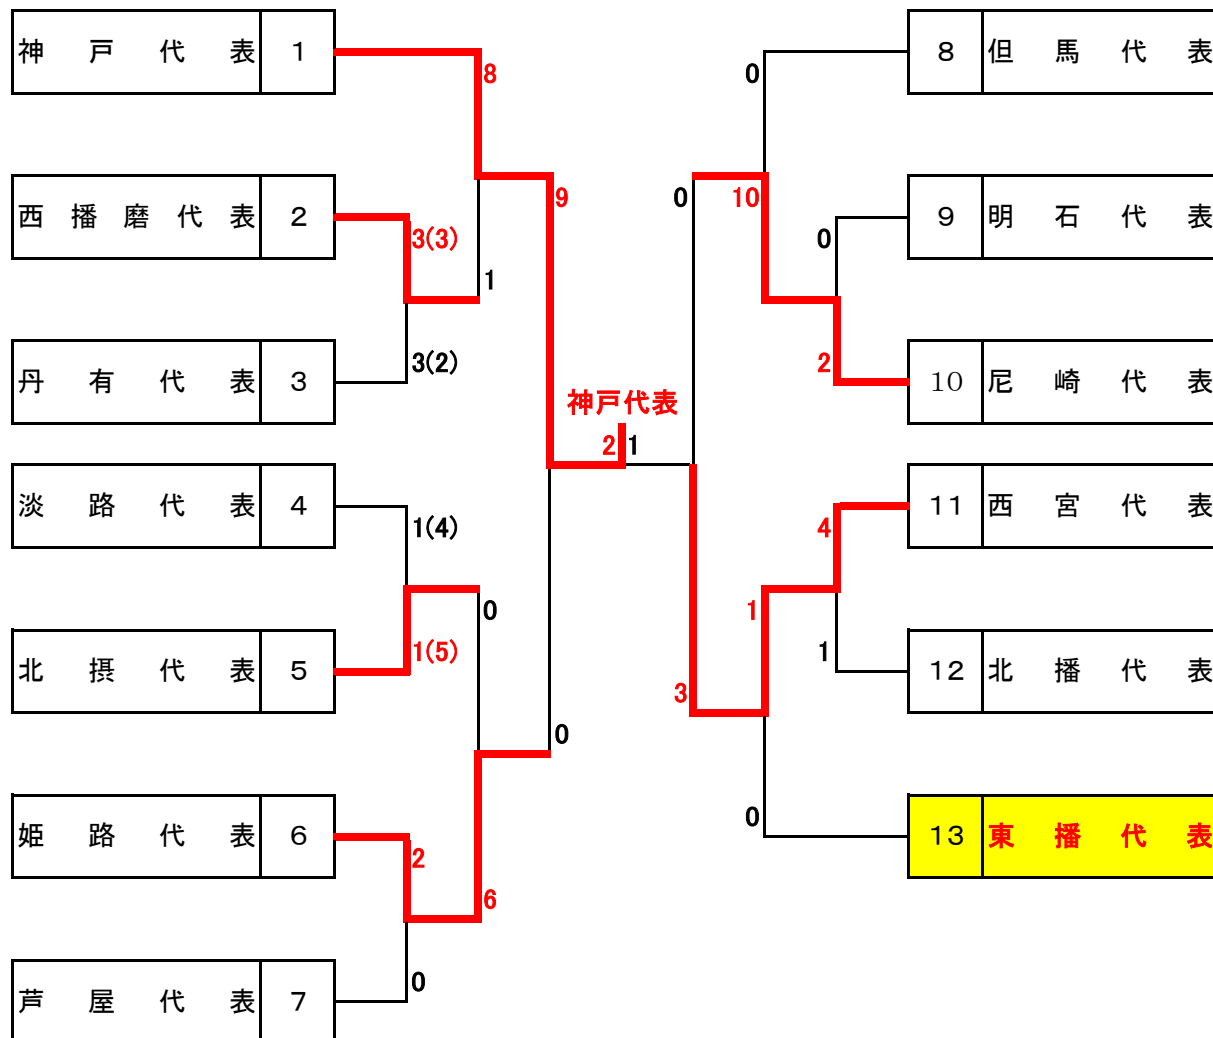 神戸代表 1
8
西播磨代表 2
3(3)
1
丹有代表 3
3(2)
9
淡路代表 4
1(4)
北摂代表 5
1(5)
0
姫路代表 6
2
6
芦屋代表 7
0
0
神戸代表
2 1
8 但馬代表
0
0
10
9 明石代表
0
10 尼崎代表
2
11 西宮代表
4
1
12 北播代表
1
3
13 東播代表
0